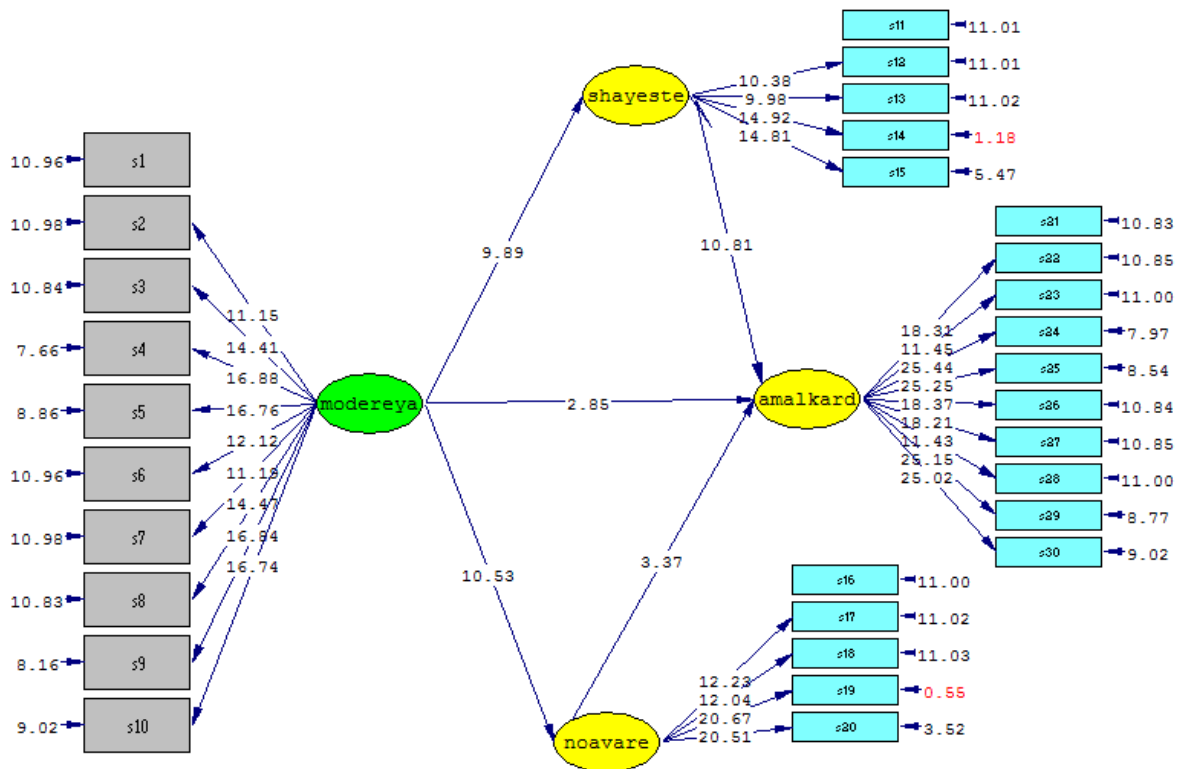 s11 11.01
s12 11.01
s13 11.02
s14 1.18
s15 5.47
10.38
9.98
14.92
14.81
shayeste
10.96 s1
10.98 s2
10.84 s3
7.66 s4
8.86 s5
10.96 s6
10.98 s7
10.83 s8
8.16 s9
9.02 s10
11.15
14.41
16.88
16.76
12.12
11.19
14.47
16.84
16.74
modereya
9.89
10.81
2.85
10.53
3.37
amalkard
18.31
11.45
25.44
25.25
18.37
18.21
11.43
25.15
25.02
s21 10.83
s22 10.85
s23 11.00
s24 7.97
s25 8.54
s26 10.84
s27 10.85
s28 11.00
s29 8.77
s30 9.02
noavare
12.23
12.04
20.67
20.51
s16 11.00
s17 11.02
s18 11.03
s19 0.55
s20 3.52